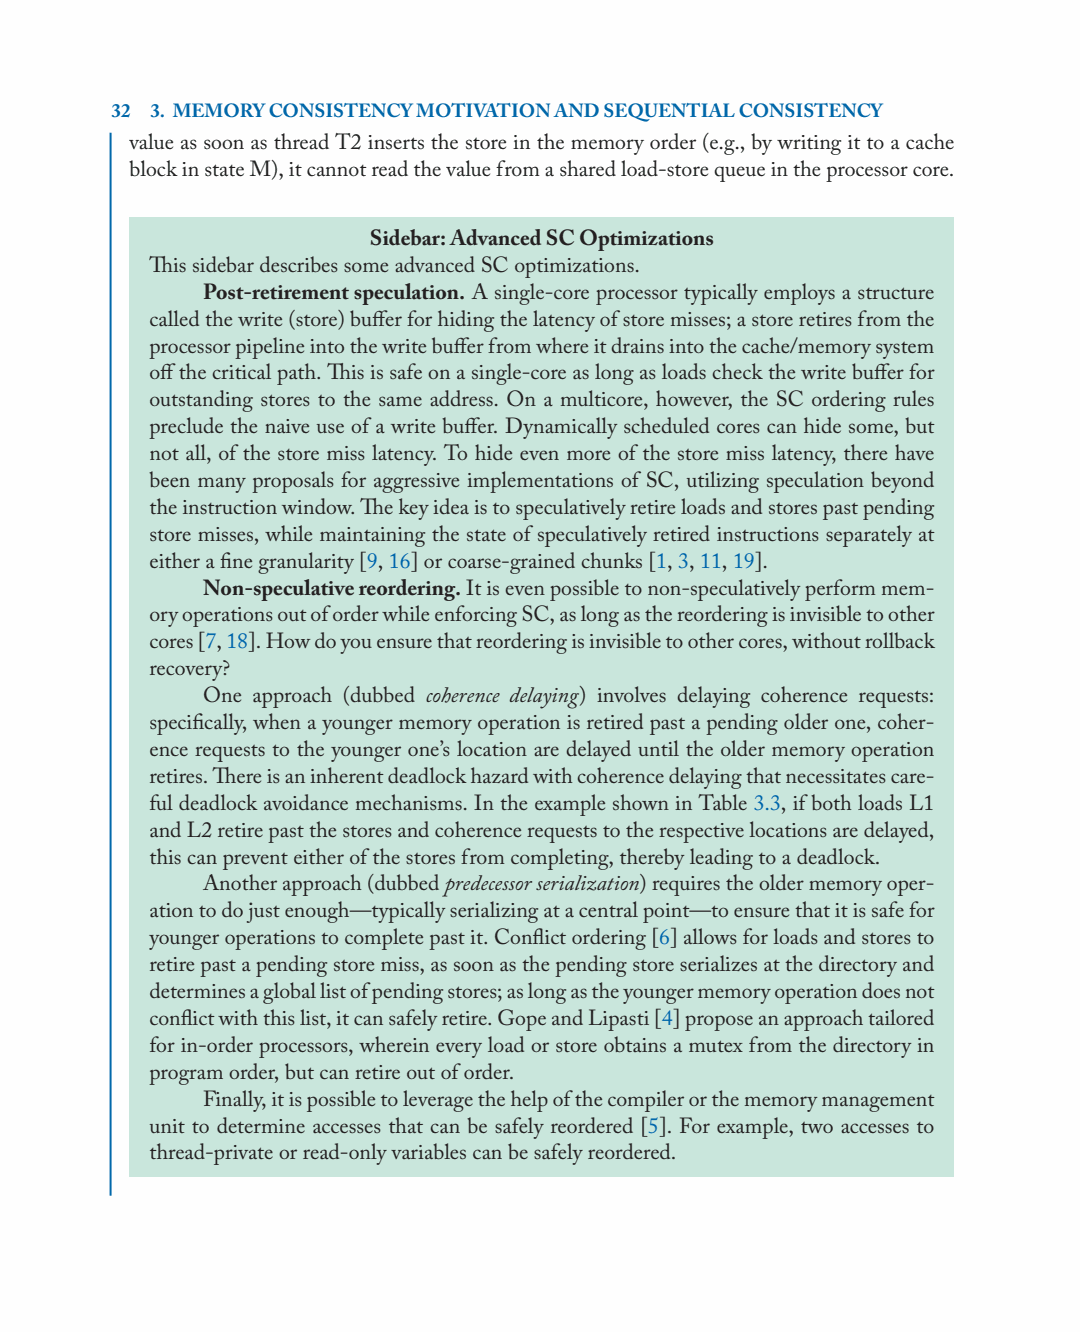 32 3. MEMORY CONSISTENCY MOTIVATION AND SEQUENTIAL CONSISTENCY
value as soon as thread T2 inserts the store in the memory order (e.g., by writing it to a cache
block in state M), it cannot read the value from a shared load-store queue in the processor core.
Sidebar: Advanced SC Optimizations
This sidebar describes some advanced SC optimizations.
Post-retirement speculation. A single-core processor typically employs a structure
called the write (store) buffer for hiding the latency of store misses; a store retires from the
processor pipeline into the write buffer from where it drains into the cache/memory system
off the critical path. This is safe on a single-core as long as loads check the write buffer for
outstanding stores to the same address. On a multicore, however, the SC ordering rules
preclude the naive use of a write buffer. Dynamically scheduled cores can hide some, but
not all, of the store miss latency. To hide even more of the store miss latency, there have
been many proposals for aggressive implementations of SC, utilizing speculation beyond
the instruction window. The key idea is to speculatively retire loads and stores past pending
store misses, while maintaining the state of speculatively retired instructions separately at
either a fine granularity [9, 16] or coarse-grained chunks [1, 3, 11, 19].
Non-speculative reordering. It is even possible to non-speculatively perform mem-
ory operations out of order while enforcing SC, as long as the reordering is invisible to other
cores [7, 18]. How do you ensure that reordering is invisible to other cores, without rollback
recovery?
One approach (dubbed coherence delaying) involves delaying coherence requests:
specifically, when a younger memory operation is retired past a pending older one, coher-
ence requests to the younger one's location are delayed until the older memory operation
retires. There is an inherent deadlock hazard with coherence delaying that necessitates care-
ful deadlock avoidance mechanisms. In the example shown in Table 3.3, if both loads L1
and L2 retire past the stores and coherence requests to the respective locations are delayed,
this can prevent either of the stores from completing, thereby leading to a deadlock.
Another approach (dubbed predecessor serialization) requires the older memory oper-
ation to do just enough—typically serializing at a central point—to ensure that it is safe for
younger operations to complete past it. Conflict ordering [6] allows for loads and stores to
retire past a pending store miss, as soon as the pending store serializes at the directory and
determines a global list of pending stores; as long as the younger memory operation does not
conflict with this list, it can safely retire. Gope and Lipasti [4] propose an approach tailored
for in-order processors, wherein every load or store obtains a mutex from the directory in
program order, but can retire out of order.
Finally, it is possible to leverage the help of the compiler or the memory management
unit to determine accesses that can be safely reordered [5]. For example, two accesses to
thread-private or read-only variables can be safely reordered.